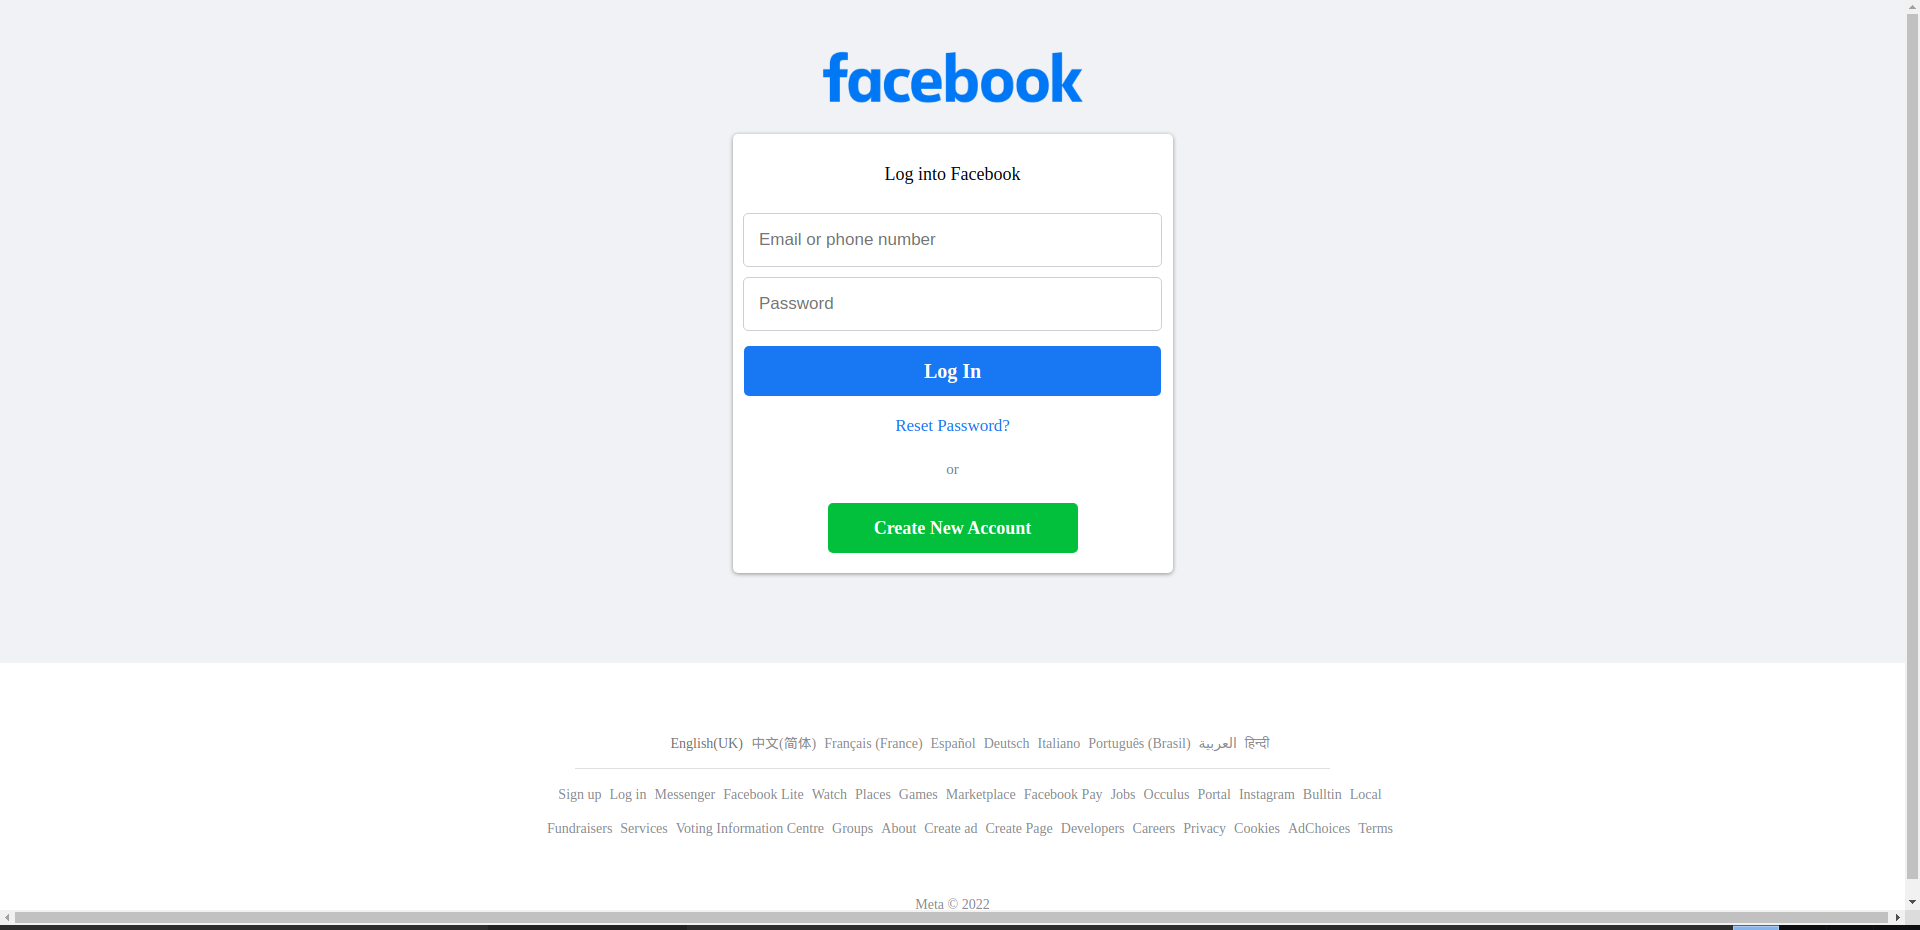 facebook
Log into Facebook
Email or phone number
Password
Log In
Reset Password?
or
Create New Account
English(UK) 中文(简体) Français (France) Español Deutsch Italiano Português (Brasil) العربية हिन्दी
Sign up Log in Messenger Facebook Lite Watch Places Games Marketplace Facebook Pay Jobs Occulus Portal Instagram Bulltin Local
Fundraisers Services Voting Information Centre Groups About Create ad Create Page Developers Careers Privacy Cookies AdChoices Terms
Meta © 2022